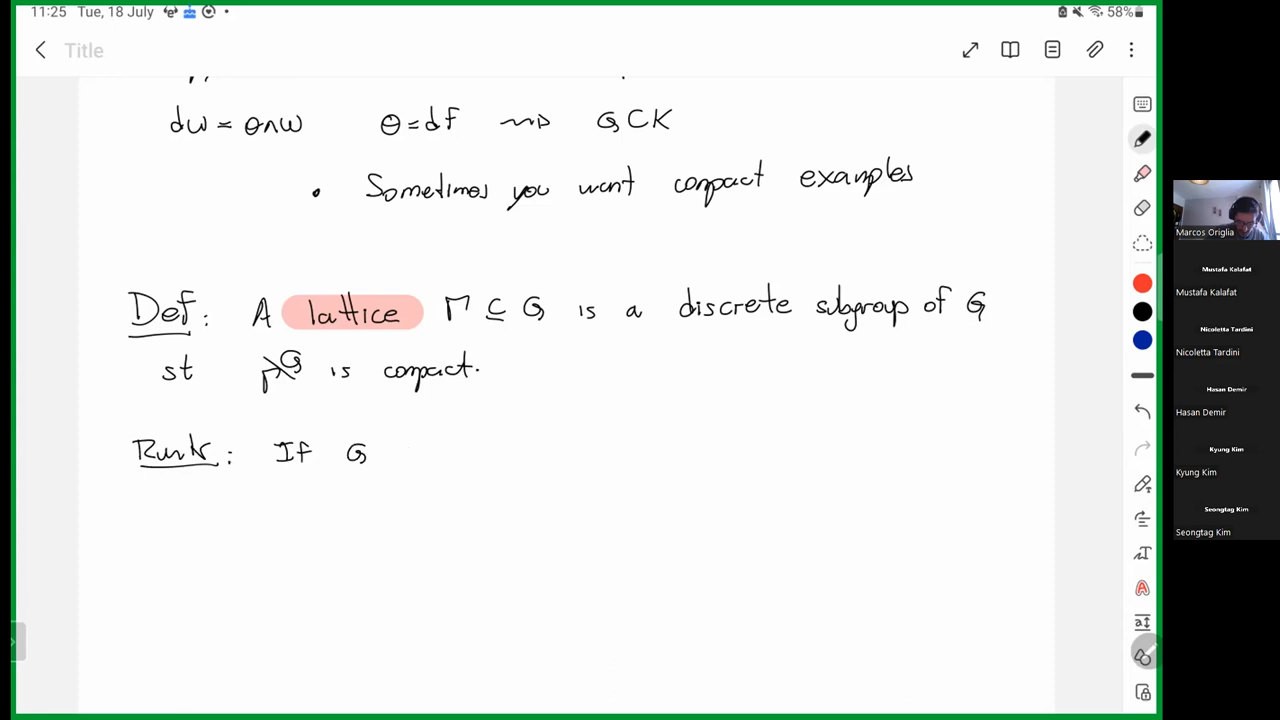 11:25 Tue, 18 July
58%
Title
dω = θ∧ω θ = df GCK
• Sometimes you want compact examples
Def: A lattice Γ ⊆ G is a discrete subgroup of G
st Γ\G is compact.
Rmk: If G
Marcos Origlia
Mustafa Kalafat
Mustafa Kalafat
Nicoletta Tardini
Nicoletta Tardini
Hasan Demir
Hasan Demir
Kyung Kim
Kyung Kim
Seongtag Kim
Seongtag Kim